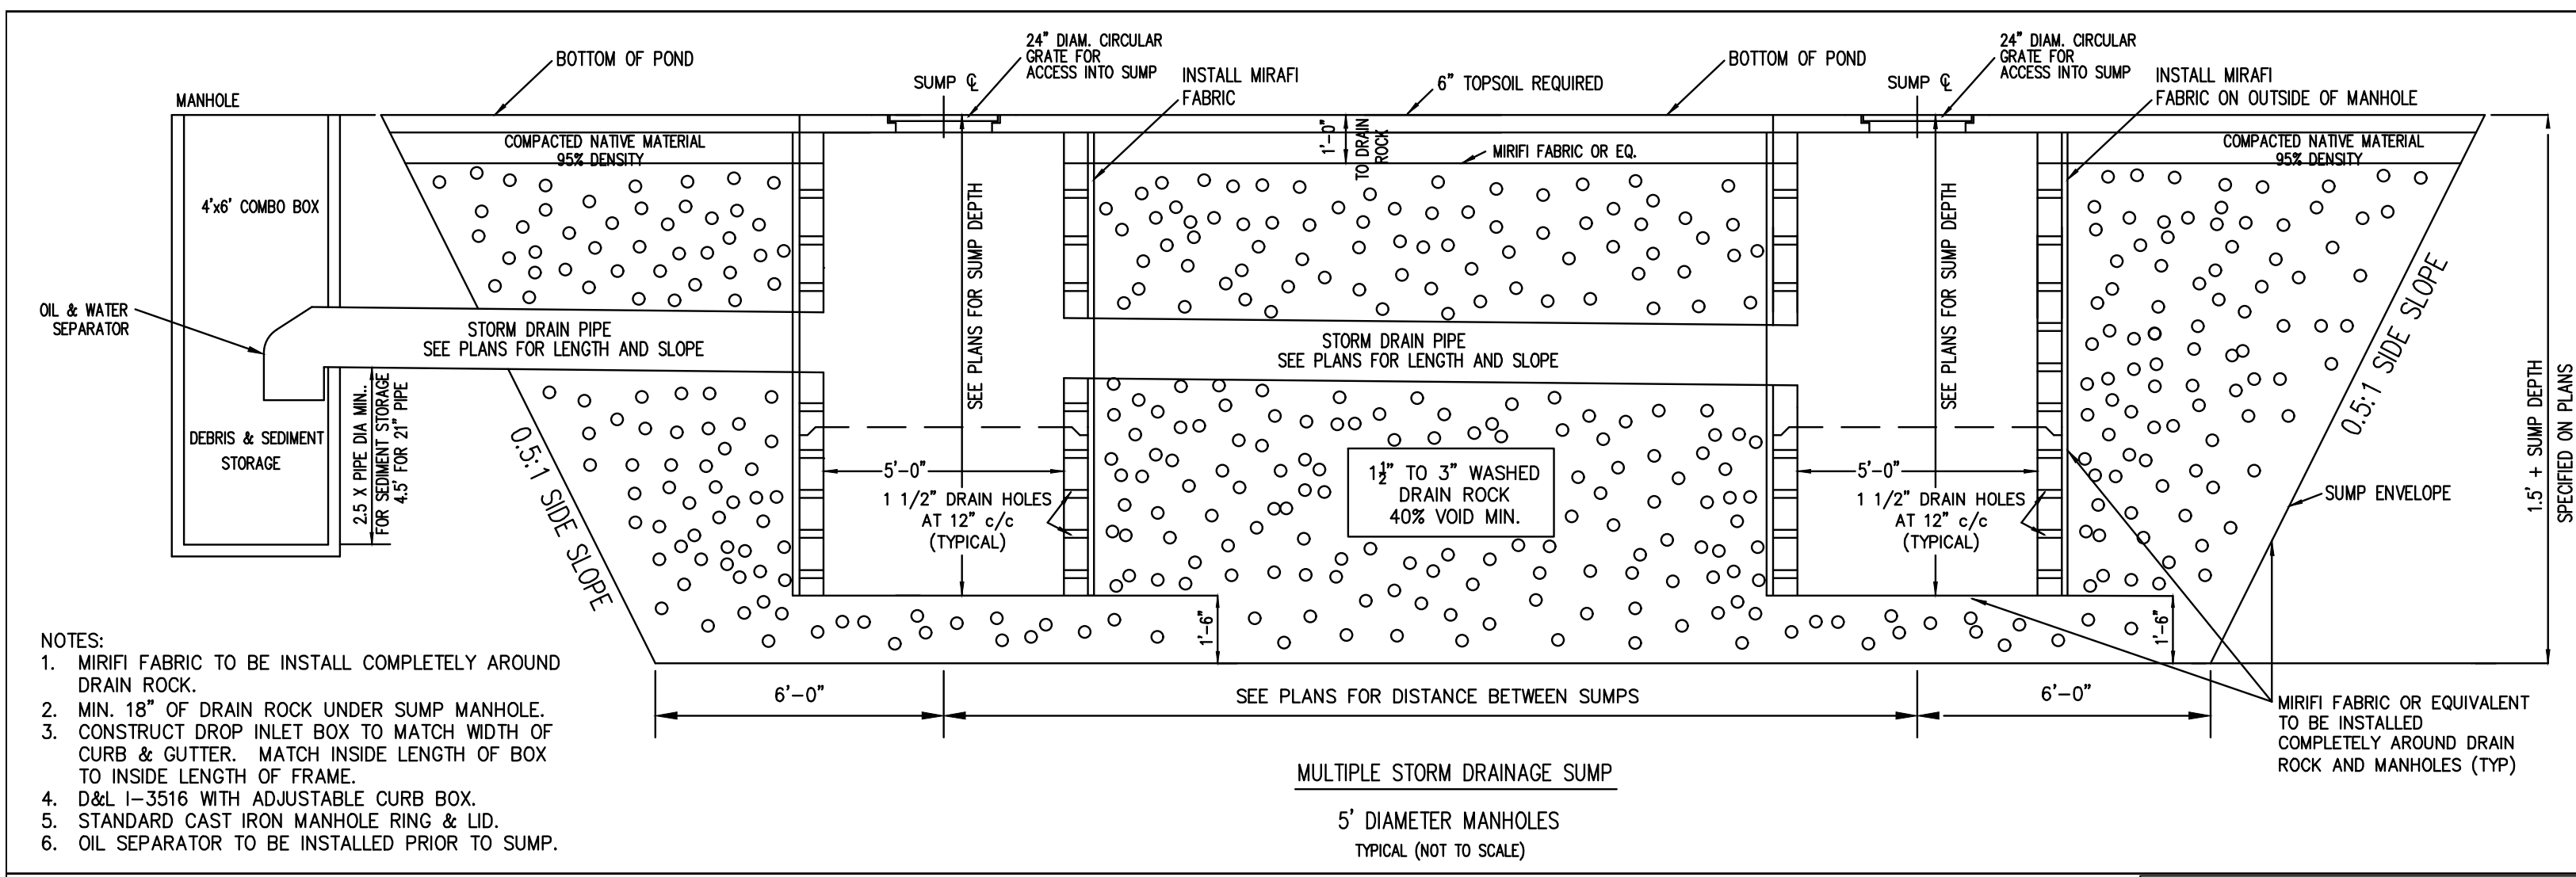 MANHOLE
BOTTOM OF POND
SUMP ℄
24" DIAM. CIRCULAR
GRATE FOR
ACCESS INTO SUMP
INSTALL MIRAFI
FABRIC
6" TOPSOIL REQUIRED
BOTTOM OF POND
SUMP ℄
24" DIAM. CIRCULAR
GRATE FOR
ACCESS INTO SUMP
INSTALL MIRAFI
FABRIC ON OUTSIDE OF MANHOLE
COMPACTED NATIVE MATERIAL
95% DENSITY
1'-0"
TO DRAIN
ROCK
MIRIFI FABRIC OR EQ.
COMPACTED NATIVE MATERIAL
95% DENSITY
4'x6' COMBO BOX
SEE PLANS FOR SUMP DEPTH
SEE PLANS FOR SUMP DEPTH
OIL & WATER
SEPARATOR
STORM DRAIN PIPE
SEE PLANS FOR LENGTH AND SLOPE
STORM DRAIN PIPE
SEE PLANS FOR LENGTH AND SLOPE
0.5:1 SIDE SLOPE
DEBRIS & SEDIMENT
STORAGE
2.5 X PIPE DIA MIN..
FOR SEDIMENT STORAGE
4.5' FOR 21" PIPE
0.5:1 SIDE SLOPE
5'-0"
1 1/2" DRAIN HOLES
AT 12" c/c
(TYPICAL)
1½" TO 3" WASHED
DRAIN ROCK
40% VOID MIN.
5'-0"
1 1/2" DRAIN HOLES
AT 12" c/c
(TYPICAL)
SUMP ENVELOPE
1.5' + SUMP DEPTH
SPECIFIED ON PLANS
1'-6"
1'-6"
6'-0"
SEE PLANS FOR DISTANCE BETWEEN SUMPS
6'-0"
MIRIFI FABRIC OR EQUIVALENT
TO BE INSTALLED
COMPLETELY AROUND DRAIN
ROCK AND MANHOLES (TYP)
NOTES:
1. MIRIFI FABRIC TO BE INSTALL COMPLETELY AROUND
DRAIN ROCK.
2. MIN. 18" OF DRAIN ROCK UNDER SUMP MANHOLE.
3. CONSTRUCT DROP INLET BOX TO MATCH WIDTH OF
CURB & GUTTER. MATCH INSIDE LENGTH OF BOX
TO INSIDE LENGTH OF FRAME.
4. D&L I-3516 WITH ADJUSTABLE CURB BOX.
5. STANDARD CAST IRON MANHOLE RING & LID.
6. OIL SEPARATOR TO BE INSTALLED PRIOR TO SUMP.
MULTIPLE STORM DRAINAGE SUMP
5' DIAMETER MANHOLES
TYPICAL (NOT TO SCALE)